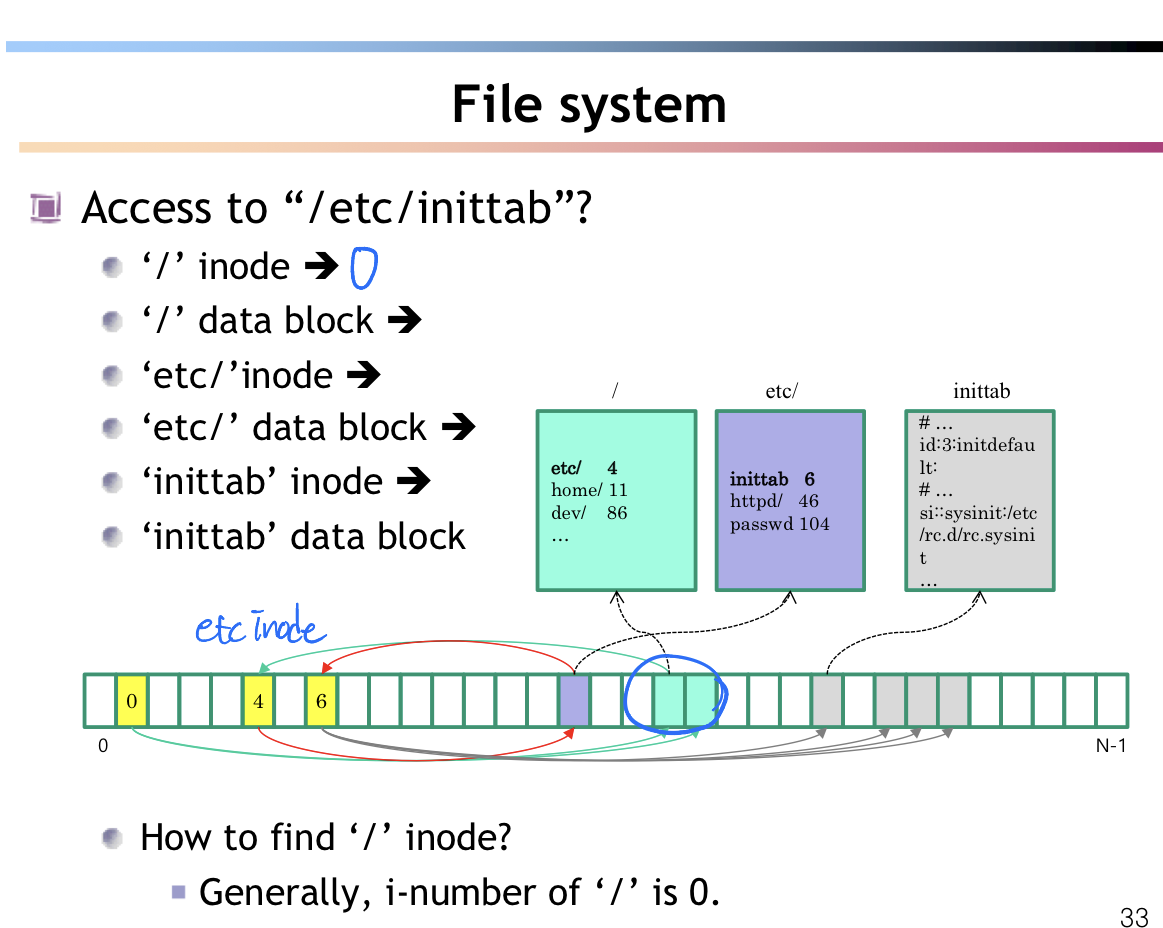 File system
Access to “/etc/inittab”?
‘/’ inode ➔ 0
‘/’ data block ➔
‘etc/’inode ➔
‘etc/’ data block ➔
‘inittab’ inode ➔
‘inittab’ data block
/
etc/ 4
home/ 11
dev/ 86
…
etc/
inittab 6
httpd/ 46
passwd 104
inittab
# …
id:3:initdefau
lt:
# …
si::sysinit:/etc
/rc.d/rc.sysini
t
…
etc inode
0 4 6
0 N-1
How to find ‘/’ inode?
Generally, i-number of ‘/’ is 0.
33